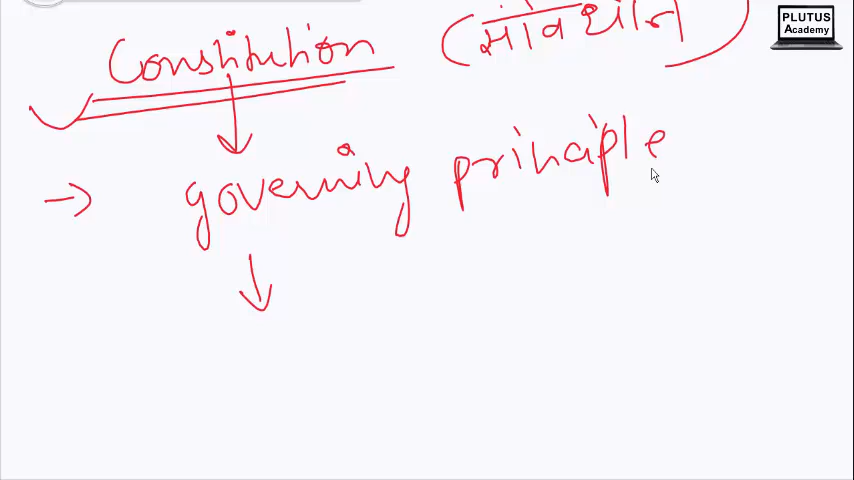 Constitution (संविधान)
PLUTUS
Academy
→ governing principle